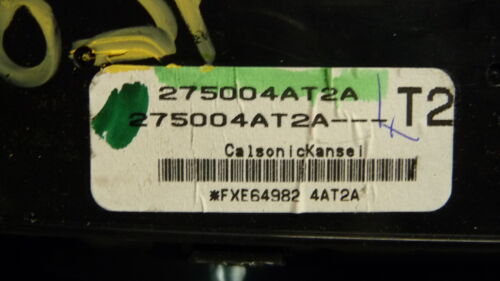 275004AT2A
275004AT2A--- T2
CalsonicKansei
*FXE64982 4AT2A*